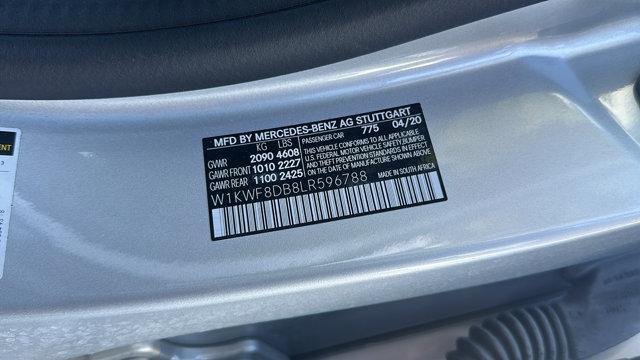 MFD BY MERCEDES-BENZ AG STUTTGART
KG LBS PASSENGER CAR 775 04/20
GVWR 2090 4608
GAWR FRONT 1010 2227
GAWR REAR 1100 2425
THIS VEHICLE CONFORMS TO ALL APPLICABLE
U.S. FEDERAL MOTOR VEHICLE SAFETY,
BUMPER, AND THEFT PREVENTION STANDARDS
IN EFFECT ON THE DATE OF MANUFACTURE
SHOWN ABOVE.
MADE IN SOUTH AFRICA
W1KWF8DB8LR596788